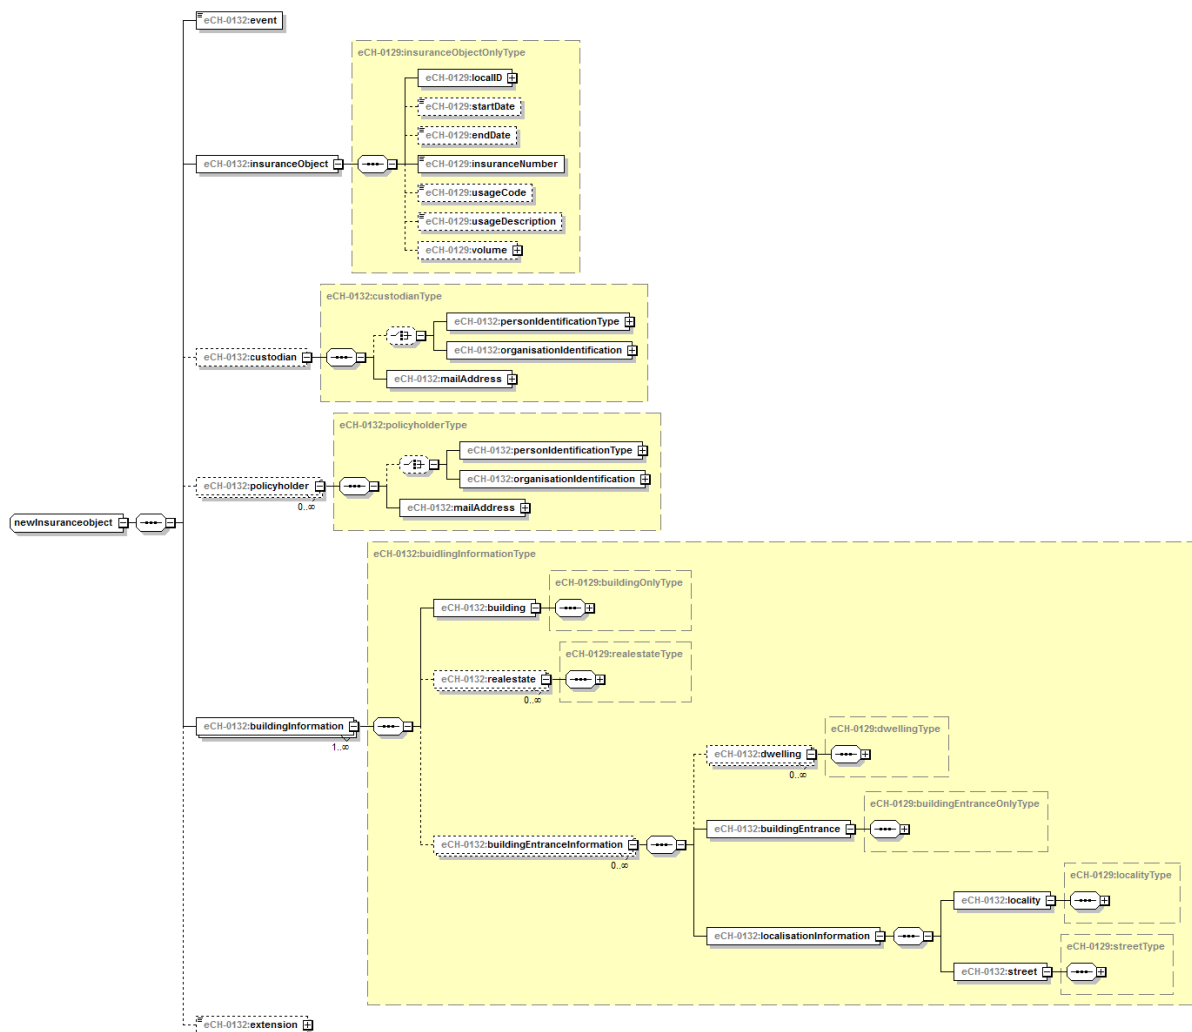 eCH-0132:event
eCH-0129:insuranceObjectOnlyType
eCH-0129:localID
eCH-0129:startDate
eCH-0129:endDate
eCH-0132:insuranceObject
eCH-0129:insuranceNumber
eCH-0129:usageCode
eCH-0129:usageDescription
eCH-0129:volume
eCH-0132:custodianType
eCH-0132:personIdentificationType
eCH-0132:custodian
eCH-0132:organisationIdentification
eCH-0132:mailAddress
eCH-0132:policyholderType
eCH-0132:personIdentificationType
eCH-0132:policyholder
0..∞
eCH-0132:organisationIdentification
eCH-0132:mailAddress
newInsuranceobject
eCH-0132:buidlingInformationType
eCH-0129:buildingOnlyType
eCH-0132:building
eCH-0129:realestateType
eCH-0132:realestate
0..∞
eCH-0132:buildingInformation
1..∞
eCH-0129:dwellingType
eCH-0132:dwelling
0..∞
eCH-0129:buildingEntranceOnlyType
eCH-0132:buildingEntrance
eCH-0132:buildingEntranceInformation
0..∞
eCH-0129:localityType
eCH-0132:locality
eCH-0132:localisationInformation
eCH-0129:streetType
eCH-0132:street
eCH-0132:extension